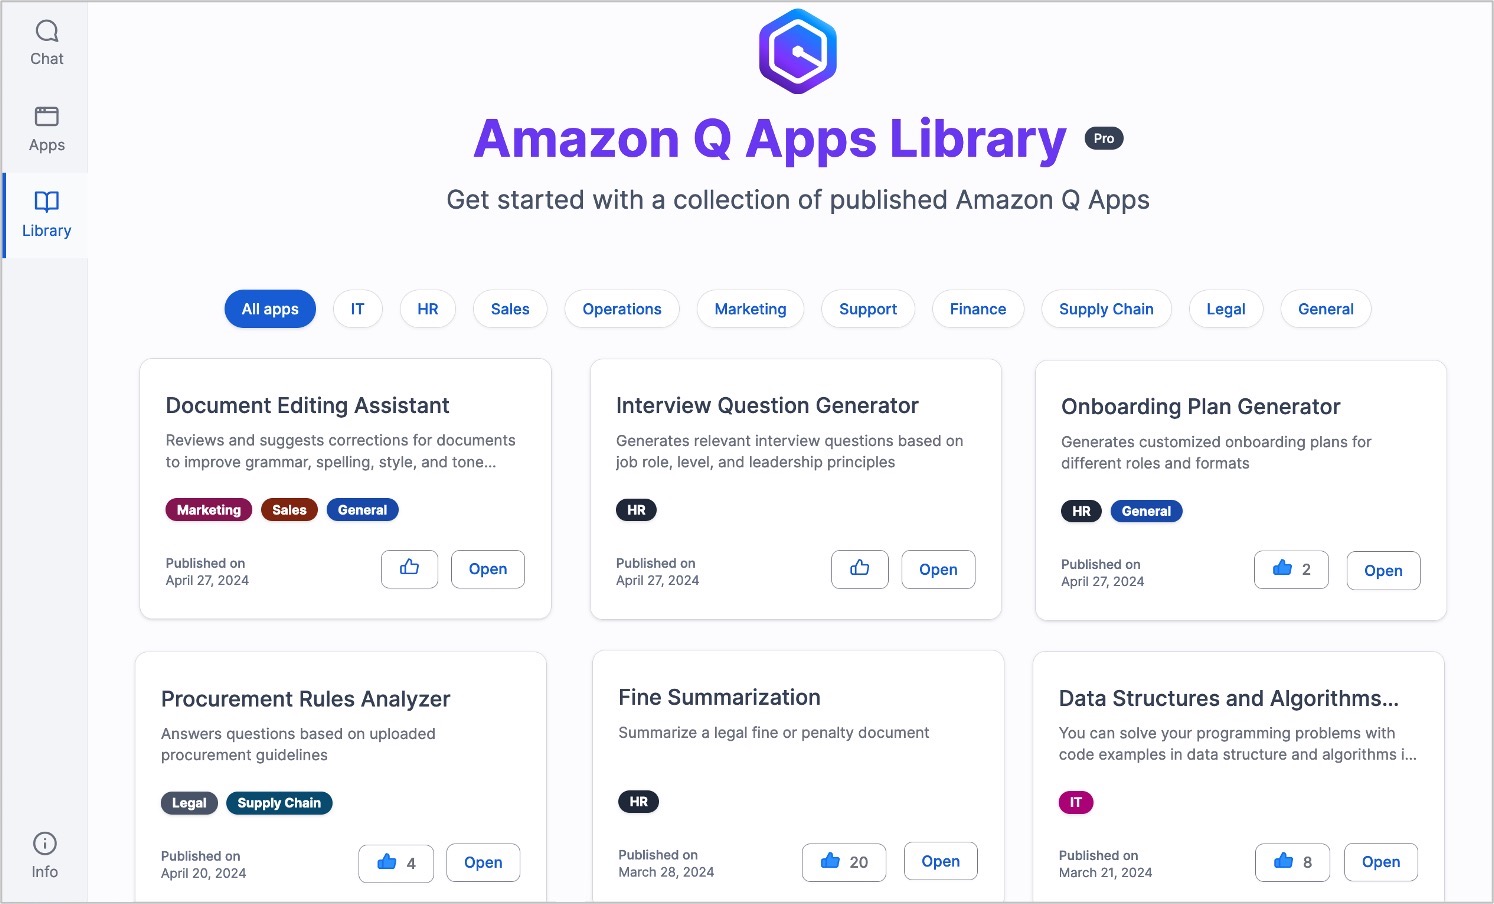 Chat
Apps
Library
Info
Amazon Q Apps Library Pro
Get started with a collection of published Amazon Q Apps
All apps IT HR Sales Operations Marketing Support Finance Supply Chain Legal General
Document Editing Assistant
Reviews and suggests corrections for documents
to improve grammar, spelling, style, and tone...
Marketing Sales General
Published on
April 27, 2024
Open
Interview Question Generator
Generates relevant interview questions based on
job role, level, and leadership principles
HR
Published on
April 27, 2024
Open
Onboarding Plan Generator
Generates customized onboarding plans for
different roles and formats
HR General
Published on
April 27, 2024
2 Open
Procurement Rules Analyzer
Answers questions based on uploaded
procurement guidelines
Legal Supply Chain
Published on
April 20, 2024
4 Open
Fine Summarization
Summarize a legal fine or penalty document
HR
Published on
March 28, 2024
20 Open
Data Structures and Algorithms...
You can solve your programming problems with
code examples in data structure and algorithms i...
IT
Published on
March 21, 2024
8 Open